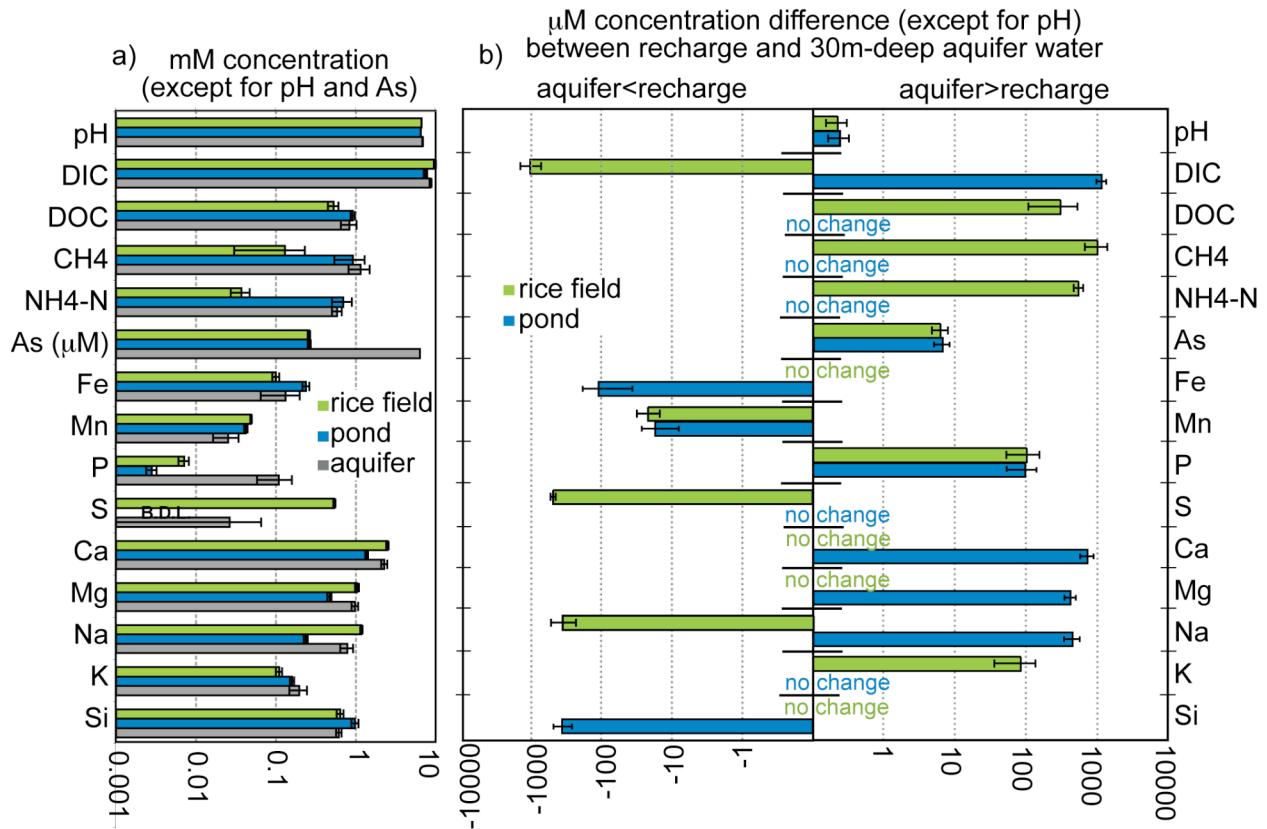 a)
mM concentration
(except for pH and As)
pH
DIC
DOC
CH4
NH4-N
As (μM)
Fe
Mn
P
S
Ca
Mg
Na
K
Si
B.D.L.
rice field
pond
aquifer
0.001
0.01
0.1
1
10
b)
μM concentration difference (except for pH)
between recharge and 30m-deep aquifer water
aquifer<recharge
aquifer>recharge
rice field
pond
no change
no change
no change
no change
no change
no change
no change
no change
no change
pH
DIC
DOC
CH4
NH4-N
As
Fe
Mn
P
S
Ca
Mg
Na
K
Si
-10000
-1000
-100
-10
-1
1
10
100
1000
10000